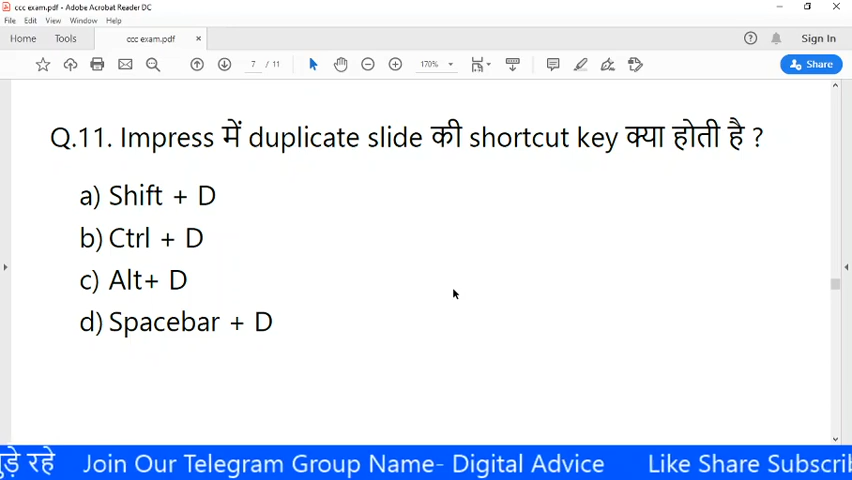 ccc exam.pdf - Adobe Acrobat Reader DC
File Edit View Window Help
Home Tools ccc exam.pdf × Sign In
7 / 11 170% Share
Q.11. Impress में duplicate slide की shortcut key क्या होती है ?
a) Shift + D
b) Ctrl + D
c) Alt+ D
d) Spacebar + D
रहे Join Our Telegram Group Name- Digital Advice Like Share